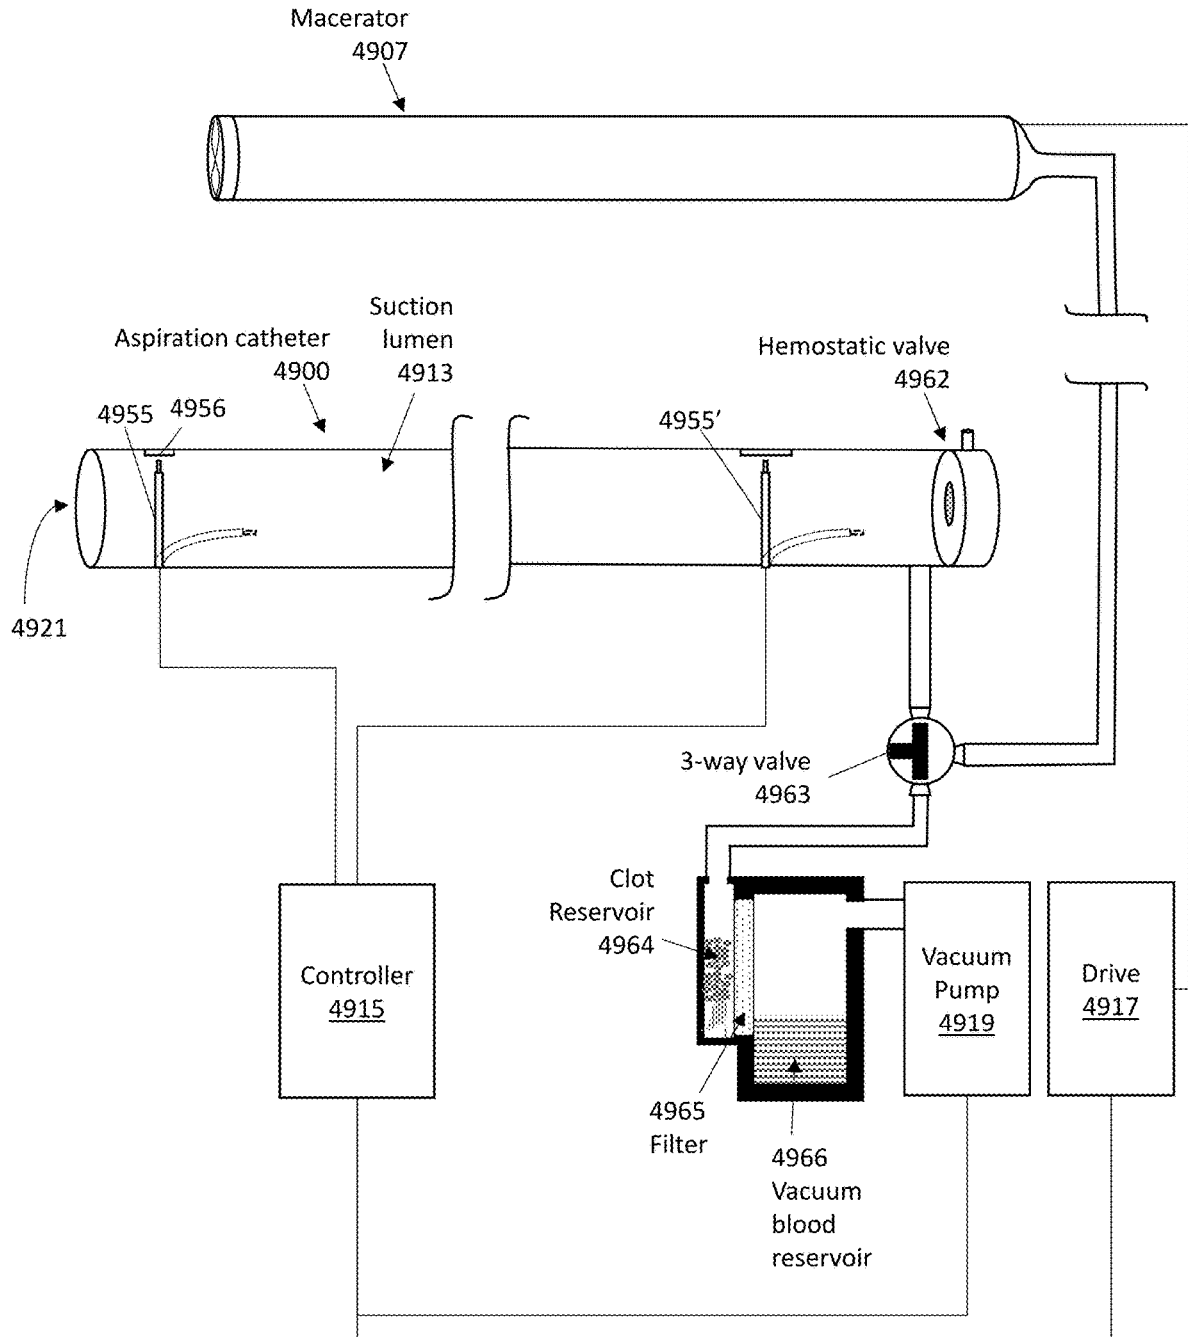 Macerator
4907
Suction
lumen
4913
Aspiration catheter
4900
Hemostatic valve
4962
4955
4956
4955’
4921
3-way valve
4963
Clot
Reservoir
4964
Controller
4915
Vacuum
Pump
4919
Drive
4917
4965
Filter
4966
Vacuum
blood
reservoir